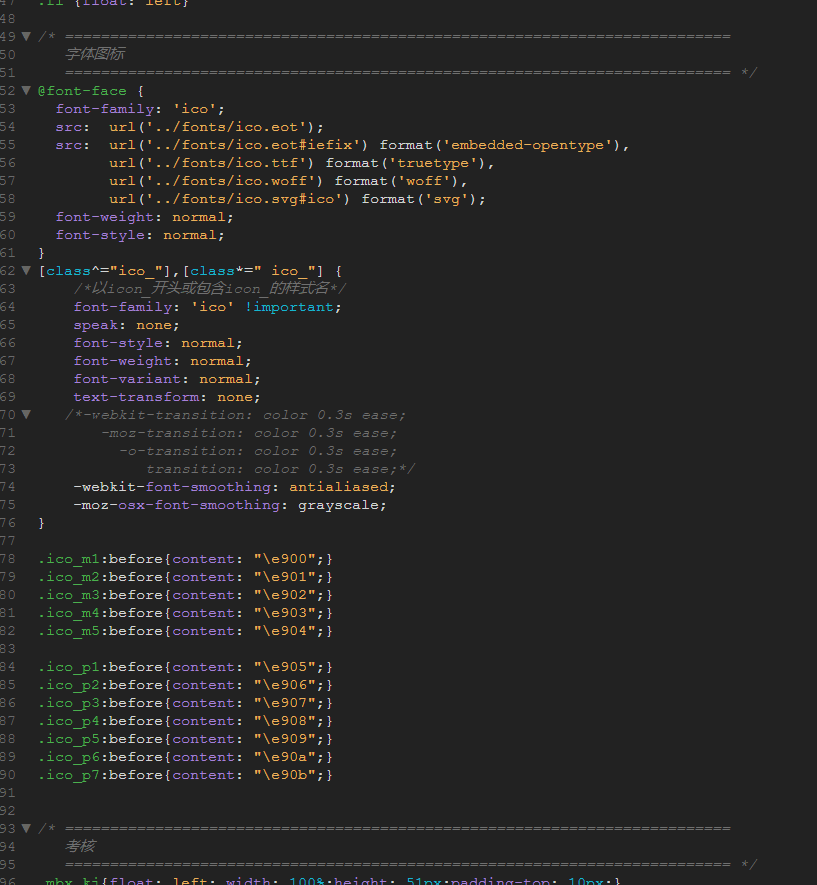 47 .fl {float: left}
48
49 ▼ /* ==========================================================================
50 字体图标
51 ========================================================================== */
52 ▼ @font-face {
53 font-family: 'ico';
54 src: url('../fonts/ico.eot');
55 src: url('../fonts/ico.eot#iefix') format('embedded-opentype'),
56 url('../fonts/ico.ttf') format('truetype'),
57 url('../fonts/ico.woff') format('woff'),
58 url('../fonts/ico.svg#ico') format('svg');
59 font-weight: normal;
60 font-style: normal;
61 }
62 ▼ [class^="ico_"],[class*=" ico_"] {
63 /*以icon_开头或包含icon_的样式名*/
64 font-family: 'ico' !important;
65 speak: none;
66 font-style: normal;
67 font-weight: normal;
68 font-variant: normal;
69 text-transform: none;
70 ▼ /*-webkit-transition: color 0.3s ease;
71 -moz-transition: color 0.3s ease;
72 -o-transition: color 0.3s ease;
73 transition: color 0.3s ease;*/
74 -webkit-font-smoothing: antialiased;
75 -moz-osx-font-smoothing: grayscale;
76 }
77
78 .ico_m1:before{content: "\e900";}
79 .ico_m2:before{content: "\e901";}
80 .ico_m3:before{content: "\e902";}
81 .ico_m4:before{content: "\e903";}
82 .ico_m5:before{content: "\e904";}
83
84 .ico_p1:before{content: "\e905";}
85 .ico_p2:before{content: "\e906";}
86 .ico_p3:before{content: "\e907";}
87 .ico_p4:before{content: "\e908";}
88 .ico_p5:before{content: "\e909";}
89 .ico_p6:before{content: "\e90a";}
90 .ico_p7:before{content: "\e90b";}
91
92
93 ▼ /* ==========================================================================
94 考核
95 ========================================================================== */
96 .mbx_kj{float: left; width: 100%;height: 51px;padding-top: 10px;}